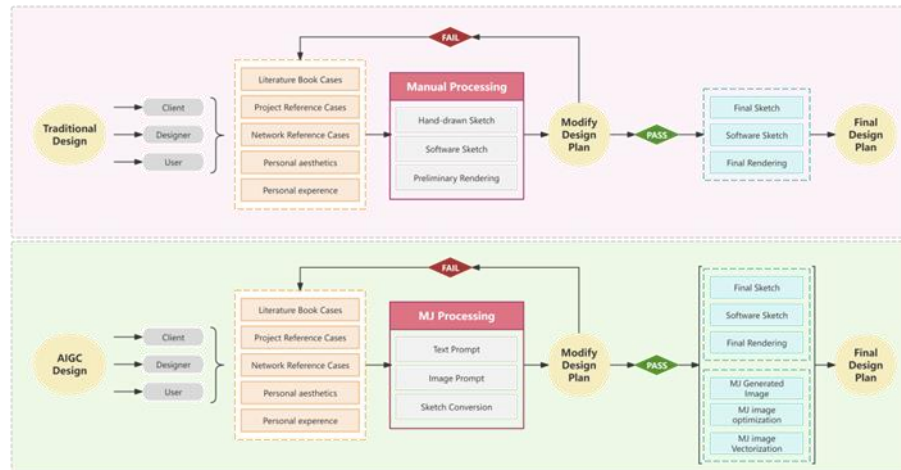 FAIL
Literature Book Cases
Manual Processing
Client
Project Reference Cases
Final Sketch
Hand-drawn Sketch
Traditional
Design
Designer
Network Reference Cases
Software Sketch
Modify
Design
Plan
PASS
Software Sketch
Final
Design
Plan
User
Personal aesthetics
Preliminary Rendering
Final Rendering
Personal experence
FAIL
Literature Book Cases
MJ Processing
Final Sketch
Client
Project Reference Cases
Text Prompt
Software Sketch
Final Rendering
AIGC
Design
Designer
Network Reference Cases
Image Prompt
Modify
Design
Plan
PASS
Final
Design
Plan
User
Personal aesthetics
Sketch Conversion
MJ Generated
Image
MJ image
optimization
Personal experence
MJ image
Vectorization